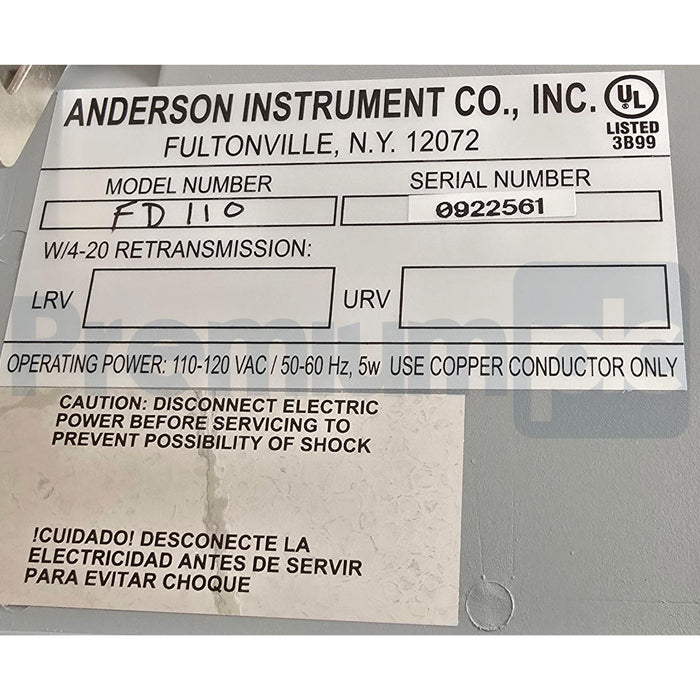 ANDERSON INSTRUMENT CO., INC.
UL
LISTED
3B99
FULTONVILLE, N.Y. 12072
MODEL NUMBER SERIAL NUMBER
FD110 0922561
W/4-20 RETRANSMISSION:
LRV URV
Premium pk
OPERATING POWER: 110-120 VAC / 50-60 Hz, 5w USE COPPER CONDUCTOR ONLY
CAUTION: DISCONNECT ELECTRIC
POWER BEFORE SERVICING TO
PREVENT POSSIBILITY OF SHOCK
!CUIDADO! DESCONECTE LA
ELECTRICIDAD ANTES DE SERVIR
PARA EVITAR CHOQUE